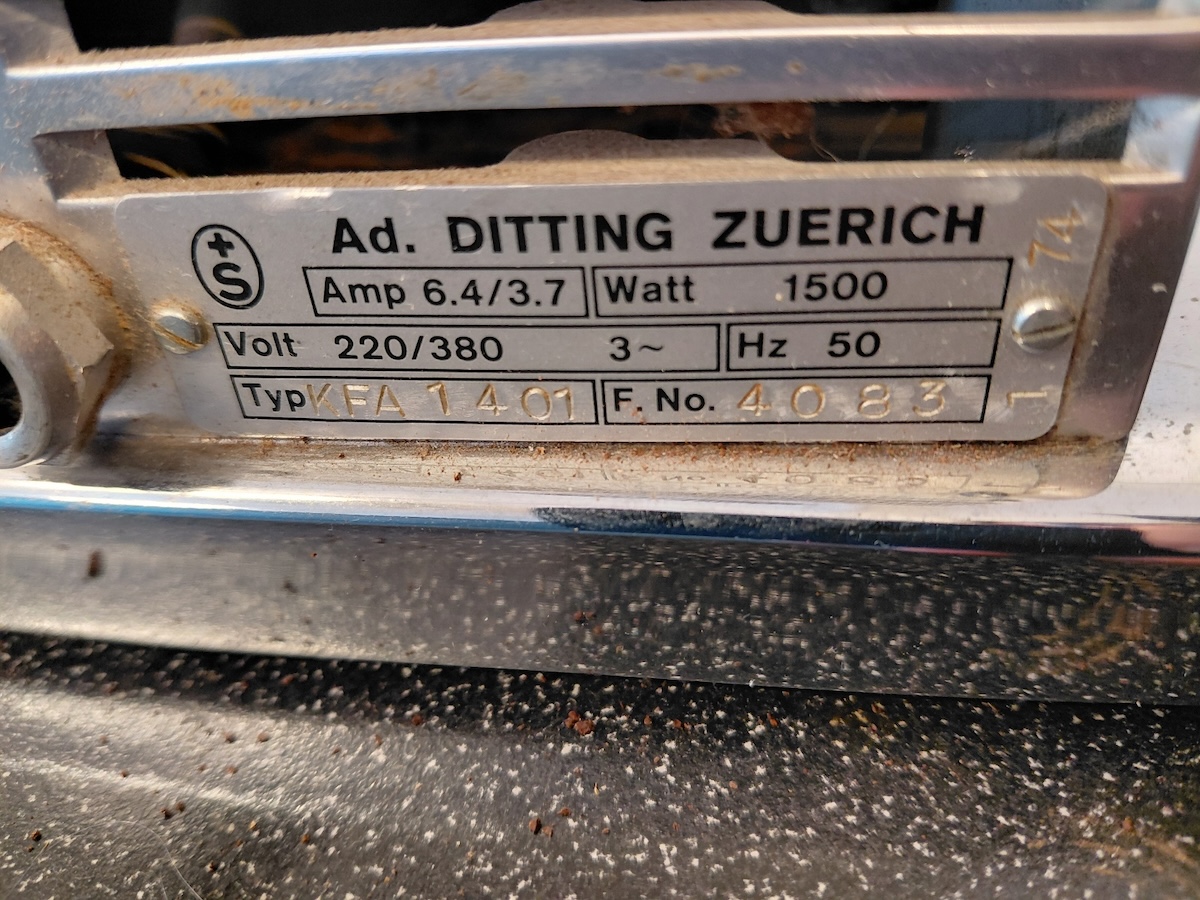 +S
Ad. DITTING ZUERICH
Amp 6.4/3.7 Watt 1500
Volt 220/380 3~ Hz 50
Typ KFA 1401 F. No. 4083
1 74